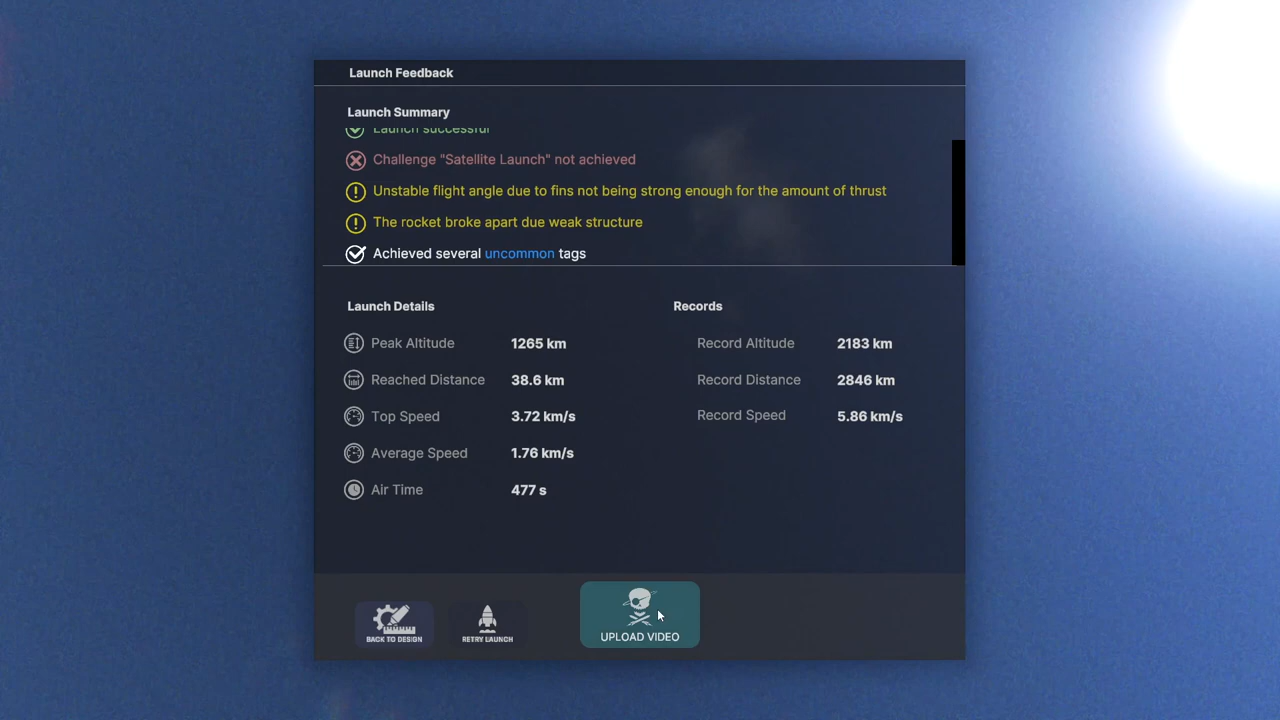 Launch Feedback
Launch Summary
Launch successful
Challenge "Satellite Launch" not achieved
Unstable flight angle due to fins not being strong enough for the amount of thrust
The rocket broke apart due weak structure
Achieved several uncommon tags
Launch Details
Peak Altitude 1265 km
Reached Distance 38.6 km
Top Speed 3.72 km/s
Average Speed 1.76 km/s
Air Time 477 s
Records
Record Altitude 2183 km
Record Distance 2846 km
Record Speed 5.86 km/s
BACK TO DESIGN
RETRY LAUNCH
UPLOAD VIDEO